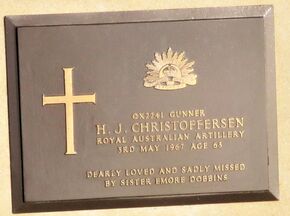 QX2241 GUNNER
H. J. CHRISTOFFERSEN
ROYAL AUSTRALIAN ARTILLERY
3RD MAY 1967 AGE 63
DEARLY LOVED AND SADLY MISSED
BY SISTER EMORE DOBBINS